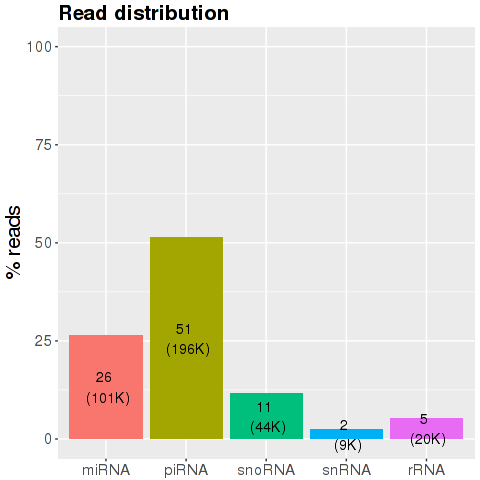 Read distribution
% reads
100
75
50
25
0
26
(101K)
51
(196K)
11
(44K)
2
(9K)
5
(20K)
miRNA
piRNA
snoRNA
snRNA
rRNA